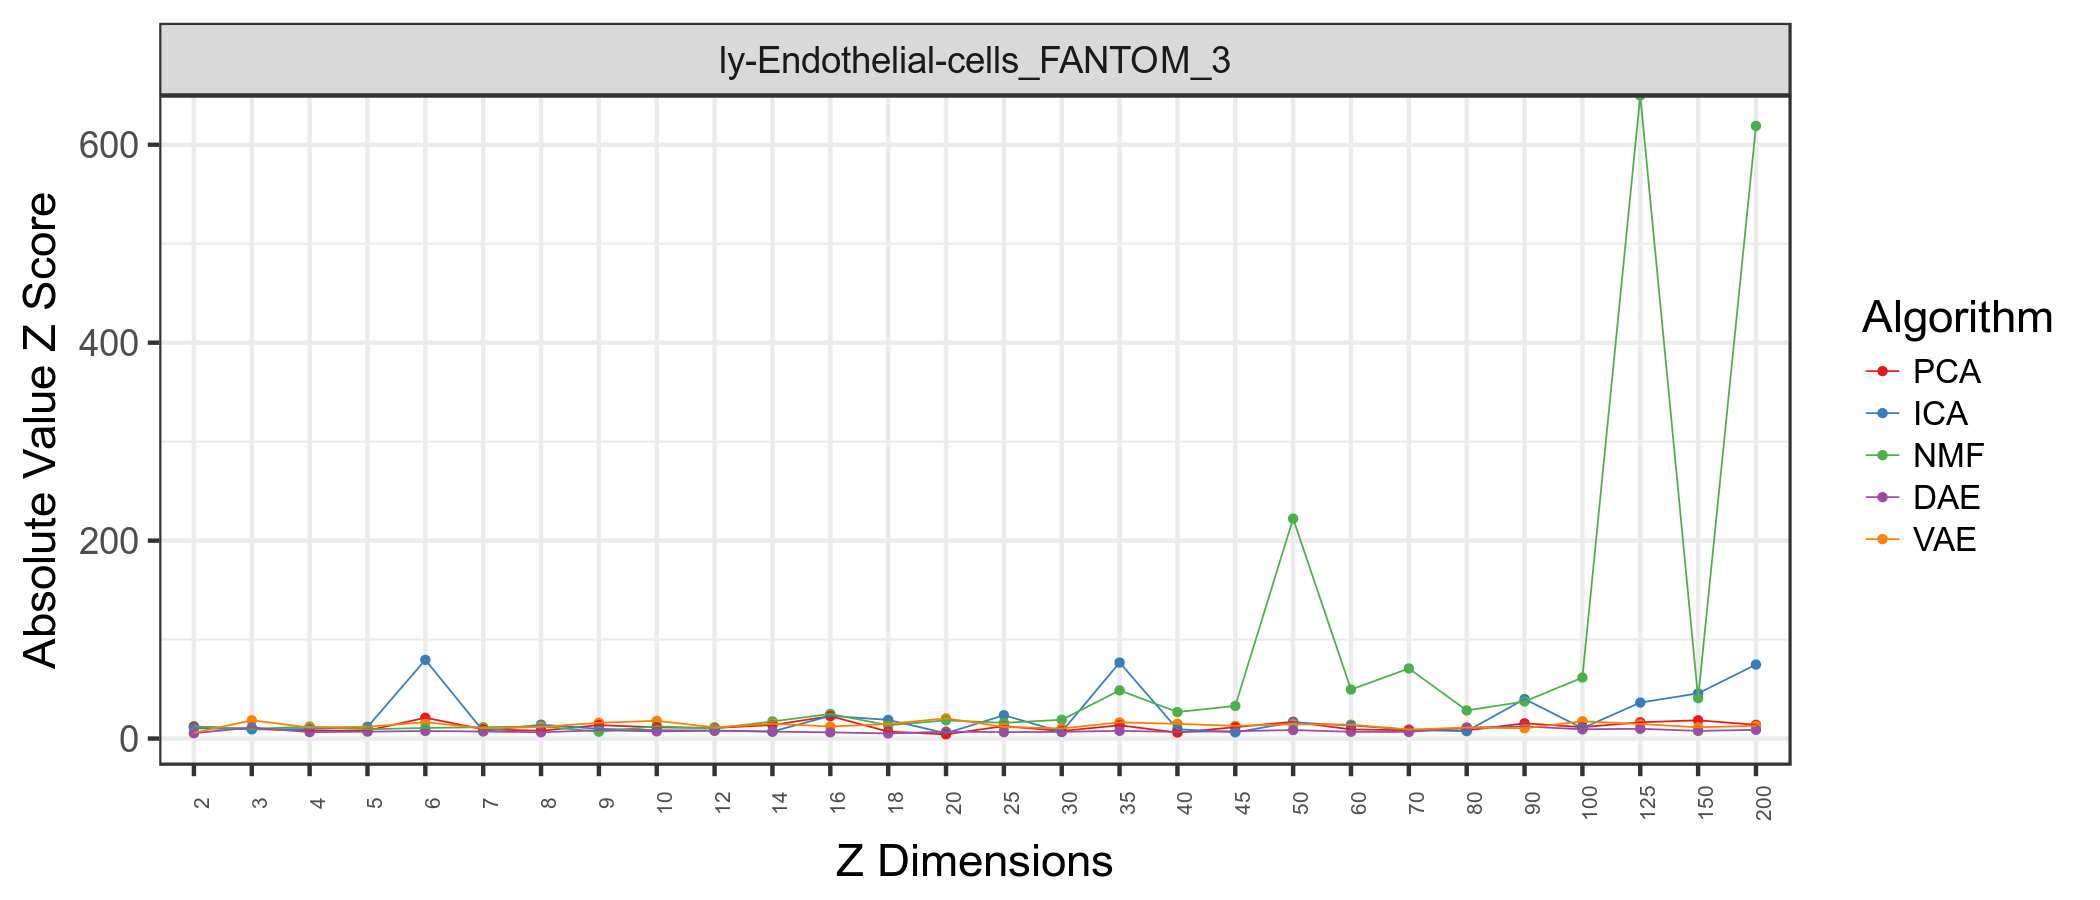 ly-Endothelial-cells_FANTOM_3
Absolute Value Z Score
600
400
200
0
2 3 4 5 6 7 8 9 10 12 14 16 18 20 25 30 35 40 45 50 60 70 80 90 100 125 150 200
Z Dimensions
Algorithm
PCA
ICA
NMF
DAE
VAE